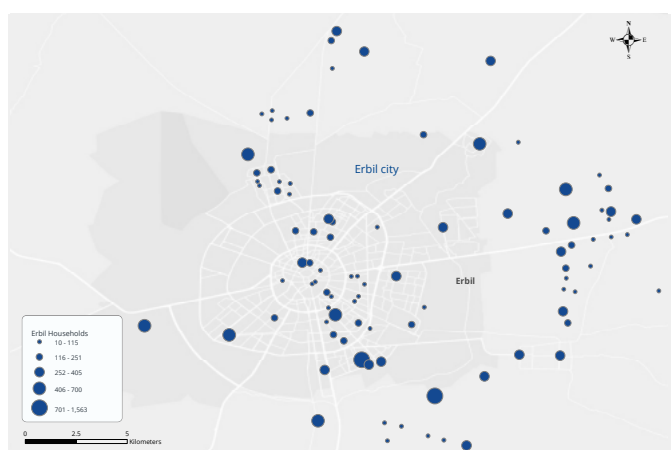 N
W E
S
Erbil city
Erbil
Erbil Households
10 - 115
116 - 251
252 - 405
406 - 700
701 - 1,563
0 2.5 5
Kilometers